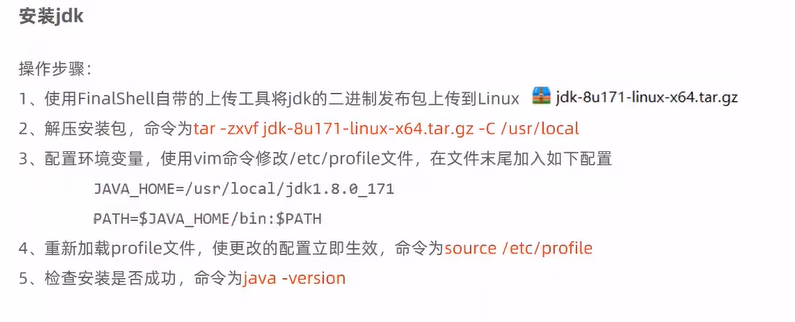 安装jdk
操作步骤：
1、使用FinalShell自带的上传工具将jdk的二进制发布包上传到Linux jdk-8u171-linux-x64.tar.gz
2、解压安装包，命令为tar -zxvf jdk-8u171-linux-x64.tar.gz -C /usr/local
3、配置环境变量，使用vim命令修改/etc/profile文件，在文件末尾加入如下配置
JAVA_HOME=/usr/local/jdk1.8.0_171
PATH=$JAVA_HOME/bin:$PATH
4、重新加载profile文件，使更改的配置立即生效，命令为source /etc/profile
5、检查安装是否成功，命令为java -version